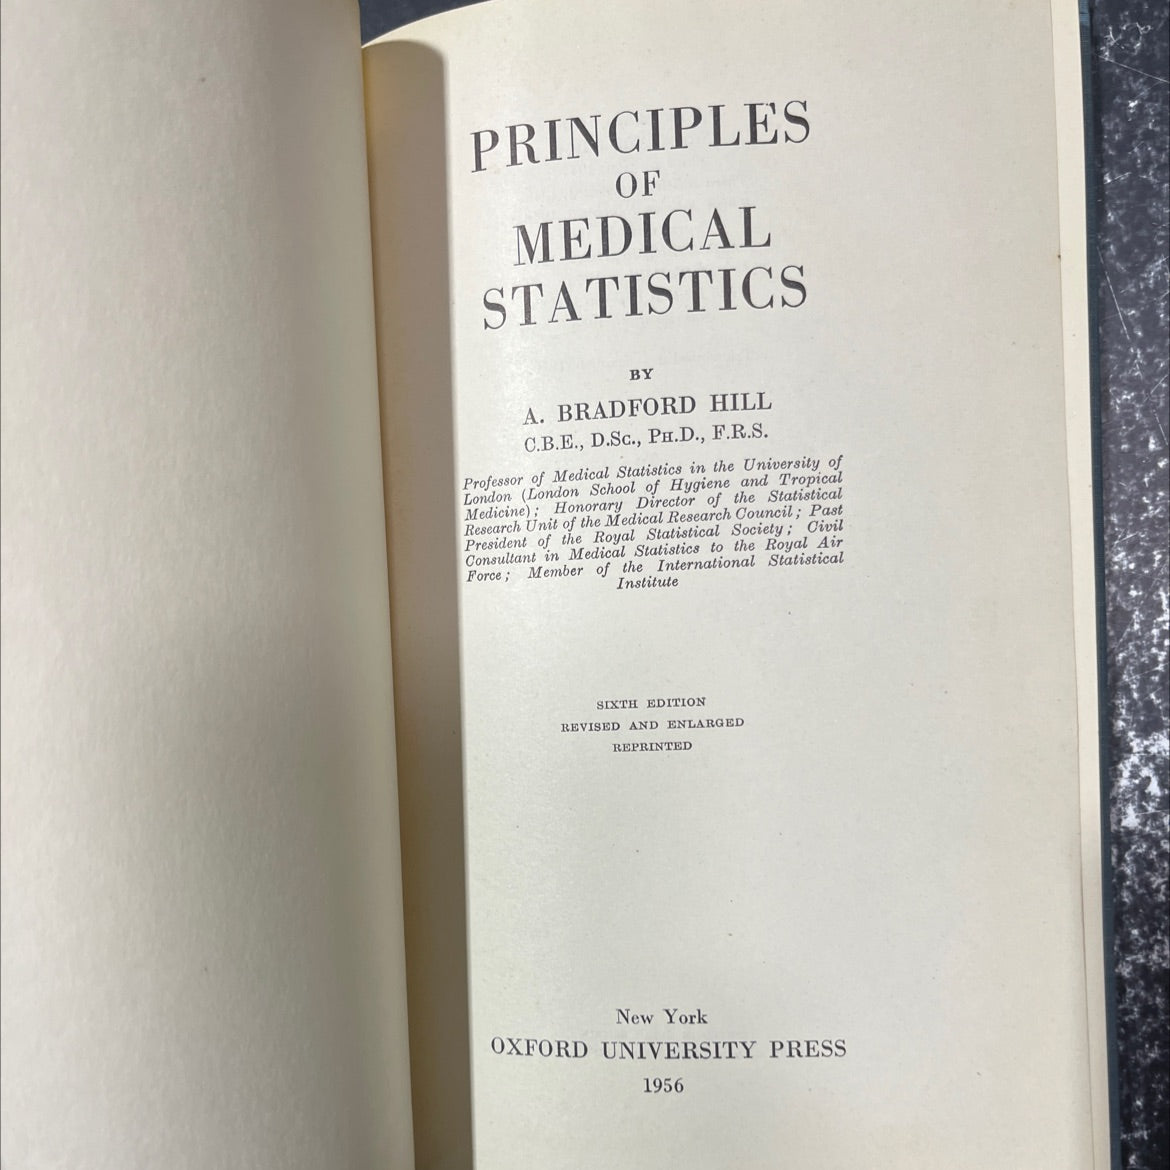 PRINCIPLES
OF
MEDICAL
STATISTICS
BY
A. BRADFORD HILL
C.B.E., D.Sc., Ph.D., F.R.S.
Professor of Medical Statistics in the University of
London (London School of Hygiene and Tropical
Medicine); Honorary Director of the Statistical
Research Unit of the Medical Research Council; Past
President of the Royal Statistical Society; Civil
Consultant in Medical Statistics to the Royal Air
Force; Member of the International Statistical
Institute
SIXTH EDITION
REVISED AND ENLARGED
REPRINTED
New York
OXFORD UNIVERSITY PRESS
1956